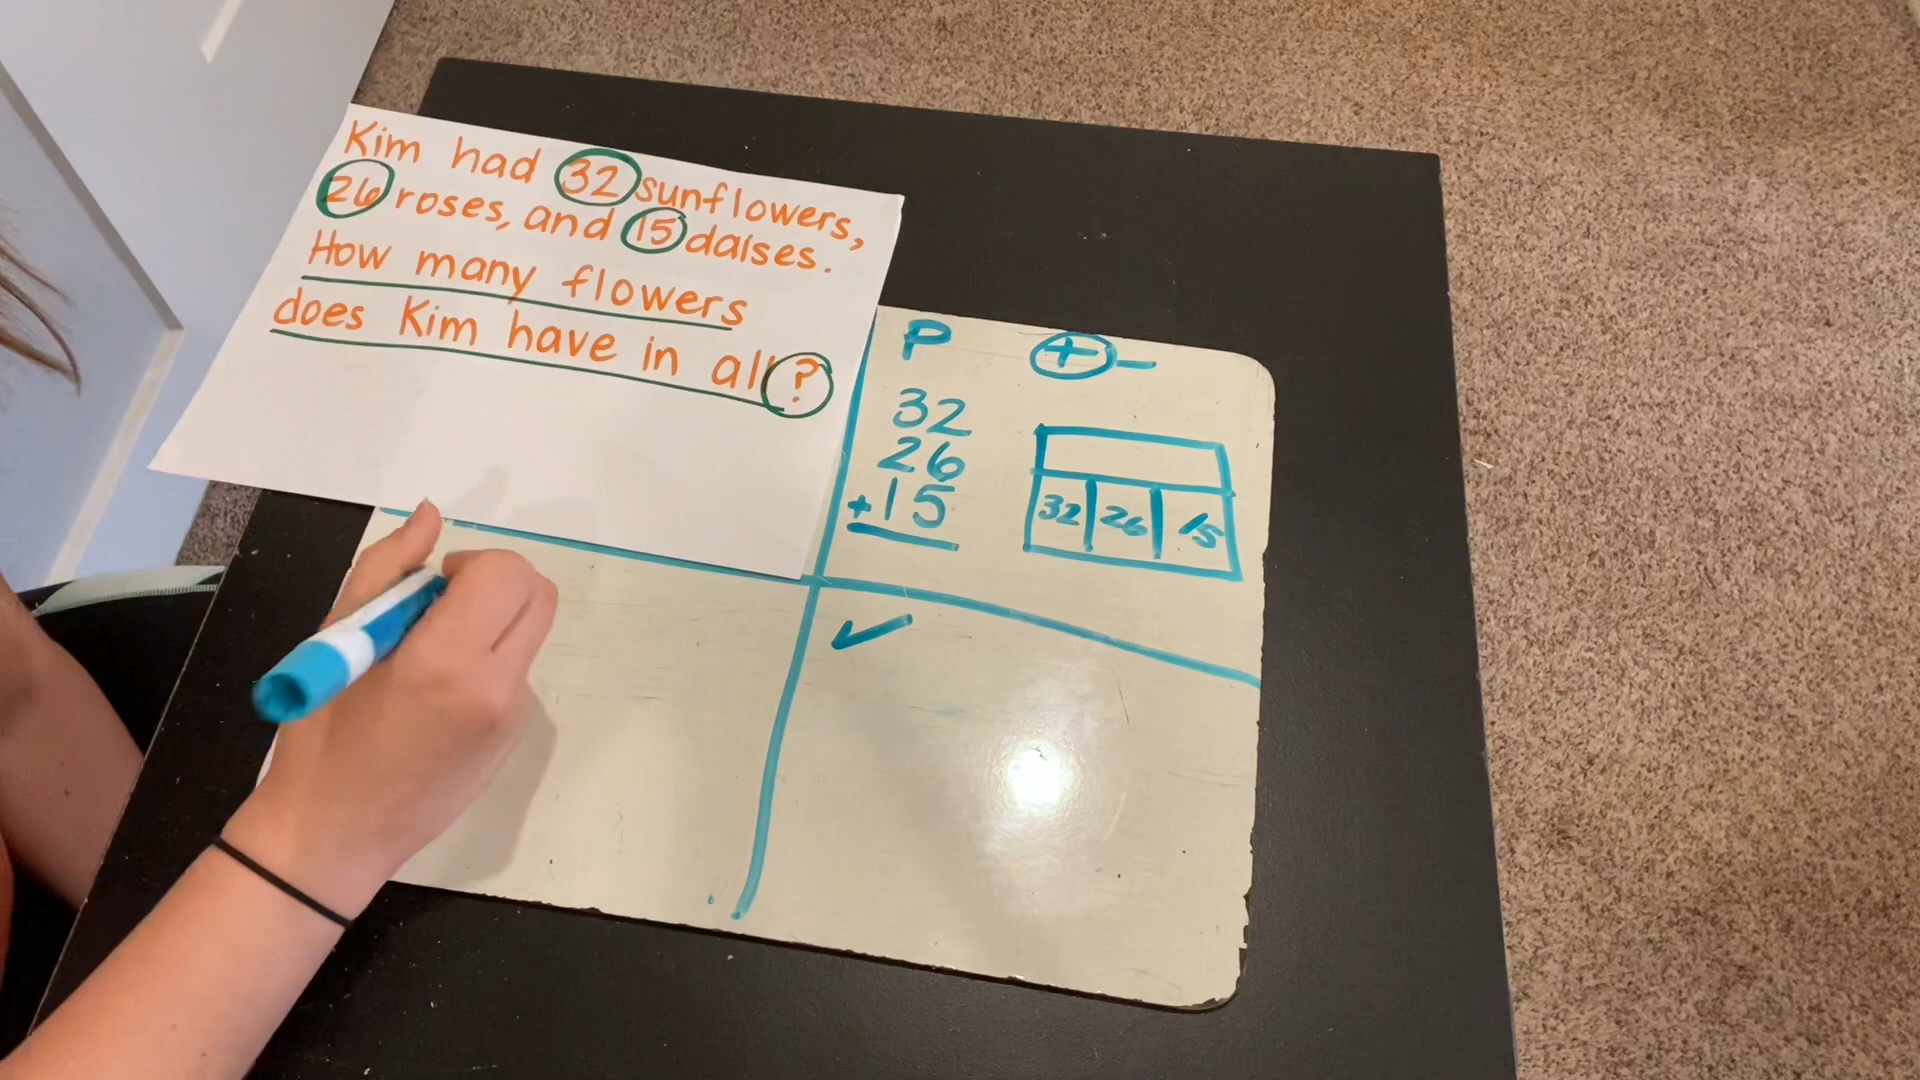 Kim had 32 sunflowers,
26 roses, and 15 daises.
How many flowers
does Kim have in all?
P + -
32
26
+15
32 26 15
✓